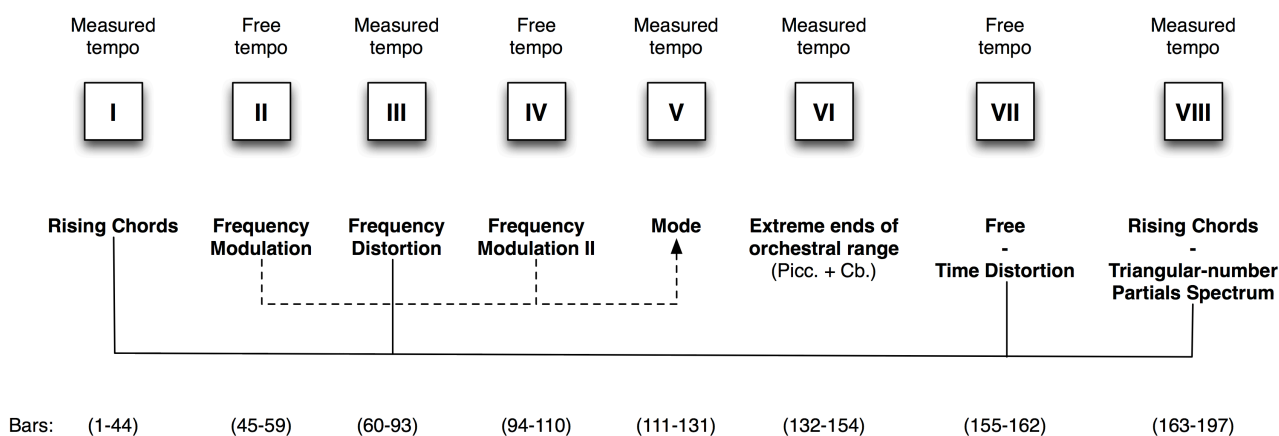 Measured tempo Free tempo Measured tempo Free tempo Measured tempo Measured tempo Free tempo Measured tempo
I II III IV V VI VII VIII
Rising Chords
Frequency
Modulation
Frequency
Distortion
Frequency
Modulation II
Mode
Extreme ends of
orchestral range
(Picc. + Cb.)
Free
-
Time Distortion
Rising Chords
-
Triangular-number
Partials Spectrum
Bars: (1-44) (45-59) (60-93) (94-110) (111-131) (132-154) (155-162) (163-197)